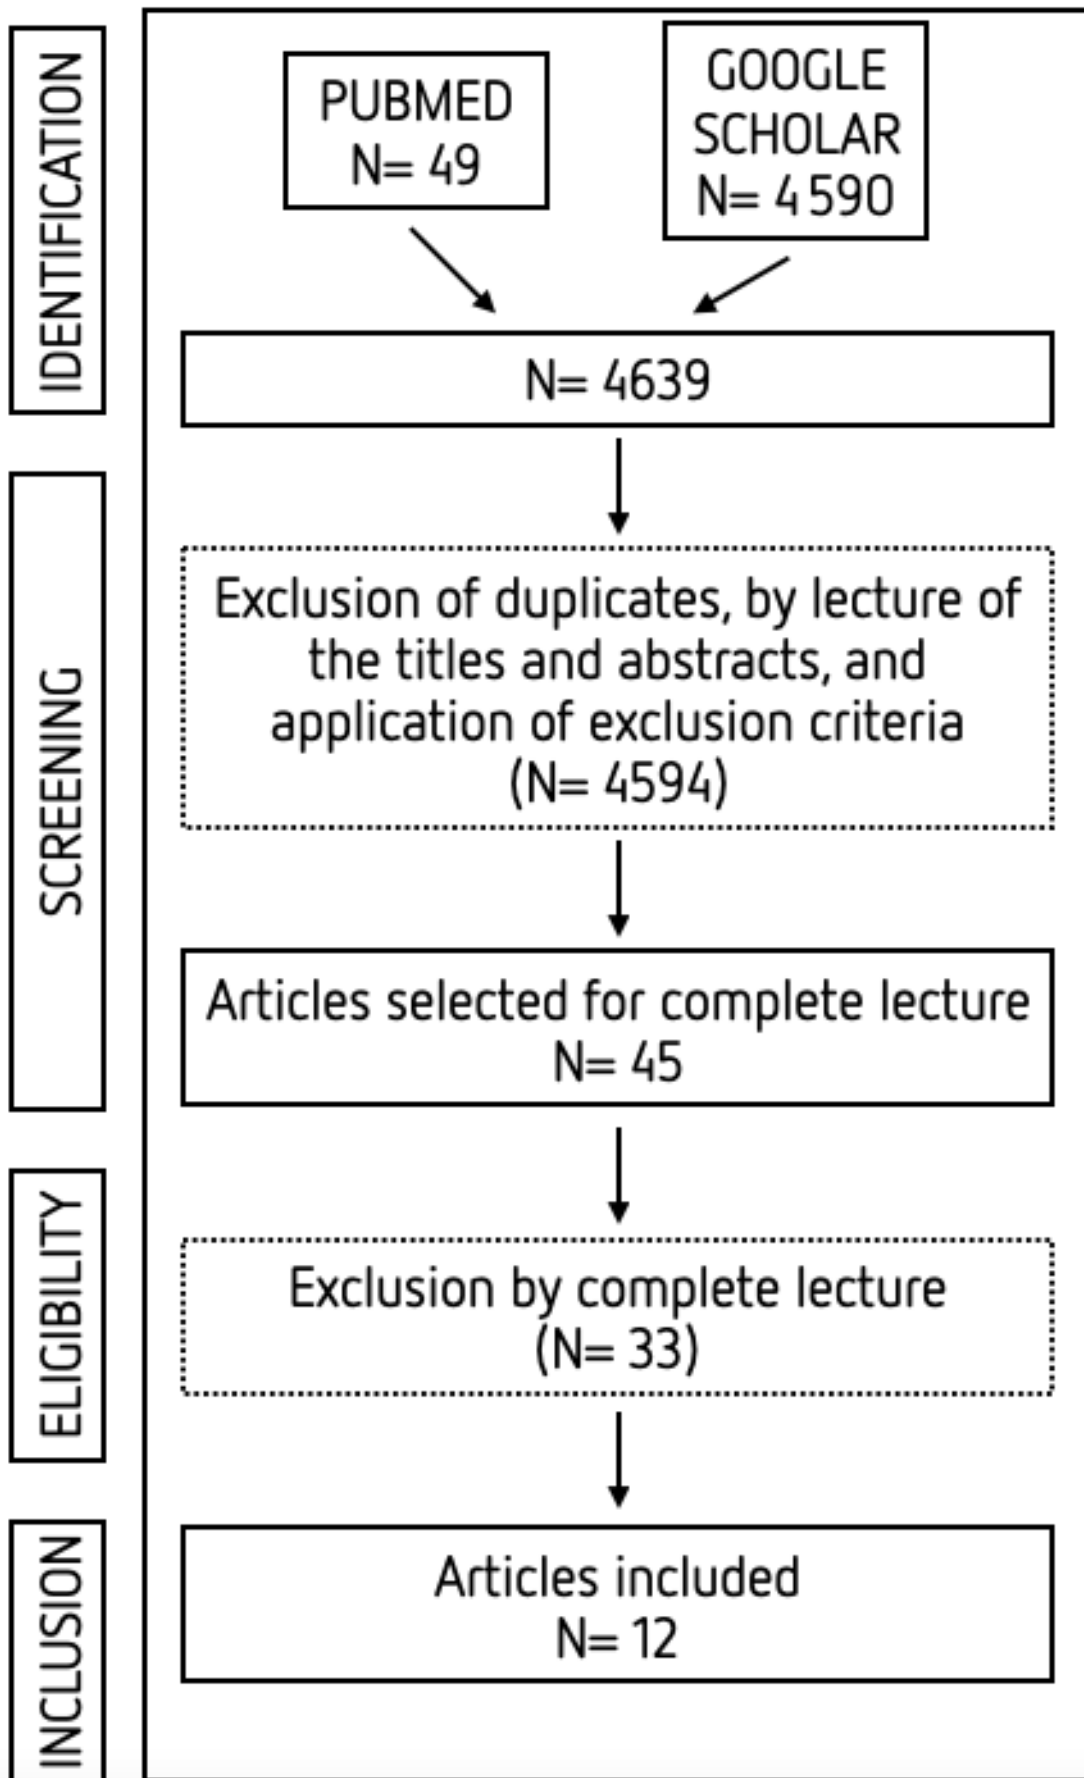 IDENTIFICATION
PUBMED
N= 49
GOOGLE
SCHOLAR
N= 4 590
N= 4639
SCREENING
Exclusion of duplicates, by lecture of
the titles and abstracts, and
application of exclusion criteria
(N= 4594)
Articles selected for complete lecture
N= 45
ELIGIBILITY
Exclusion by complete lecture
(N= 33)
INCLUSION
Articles included
N= 12